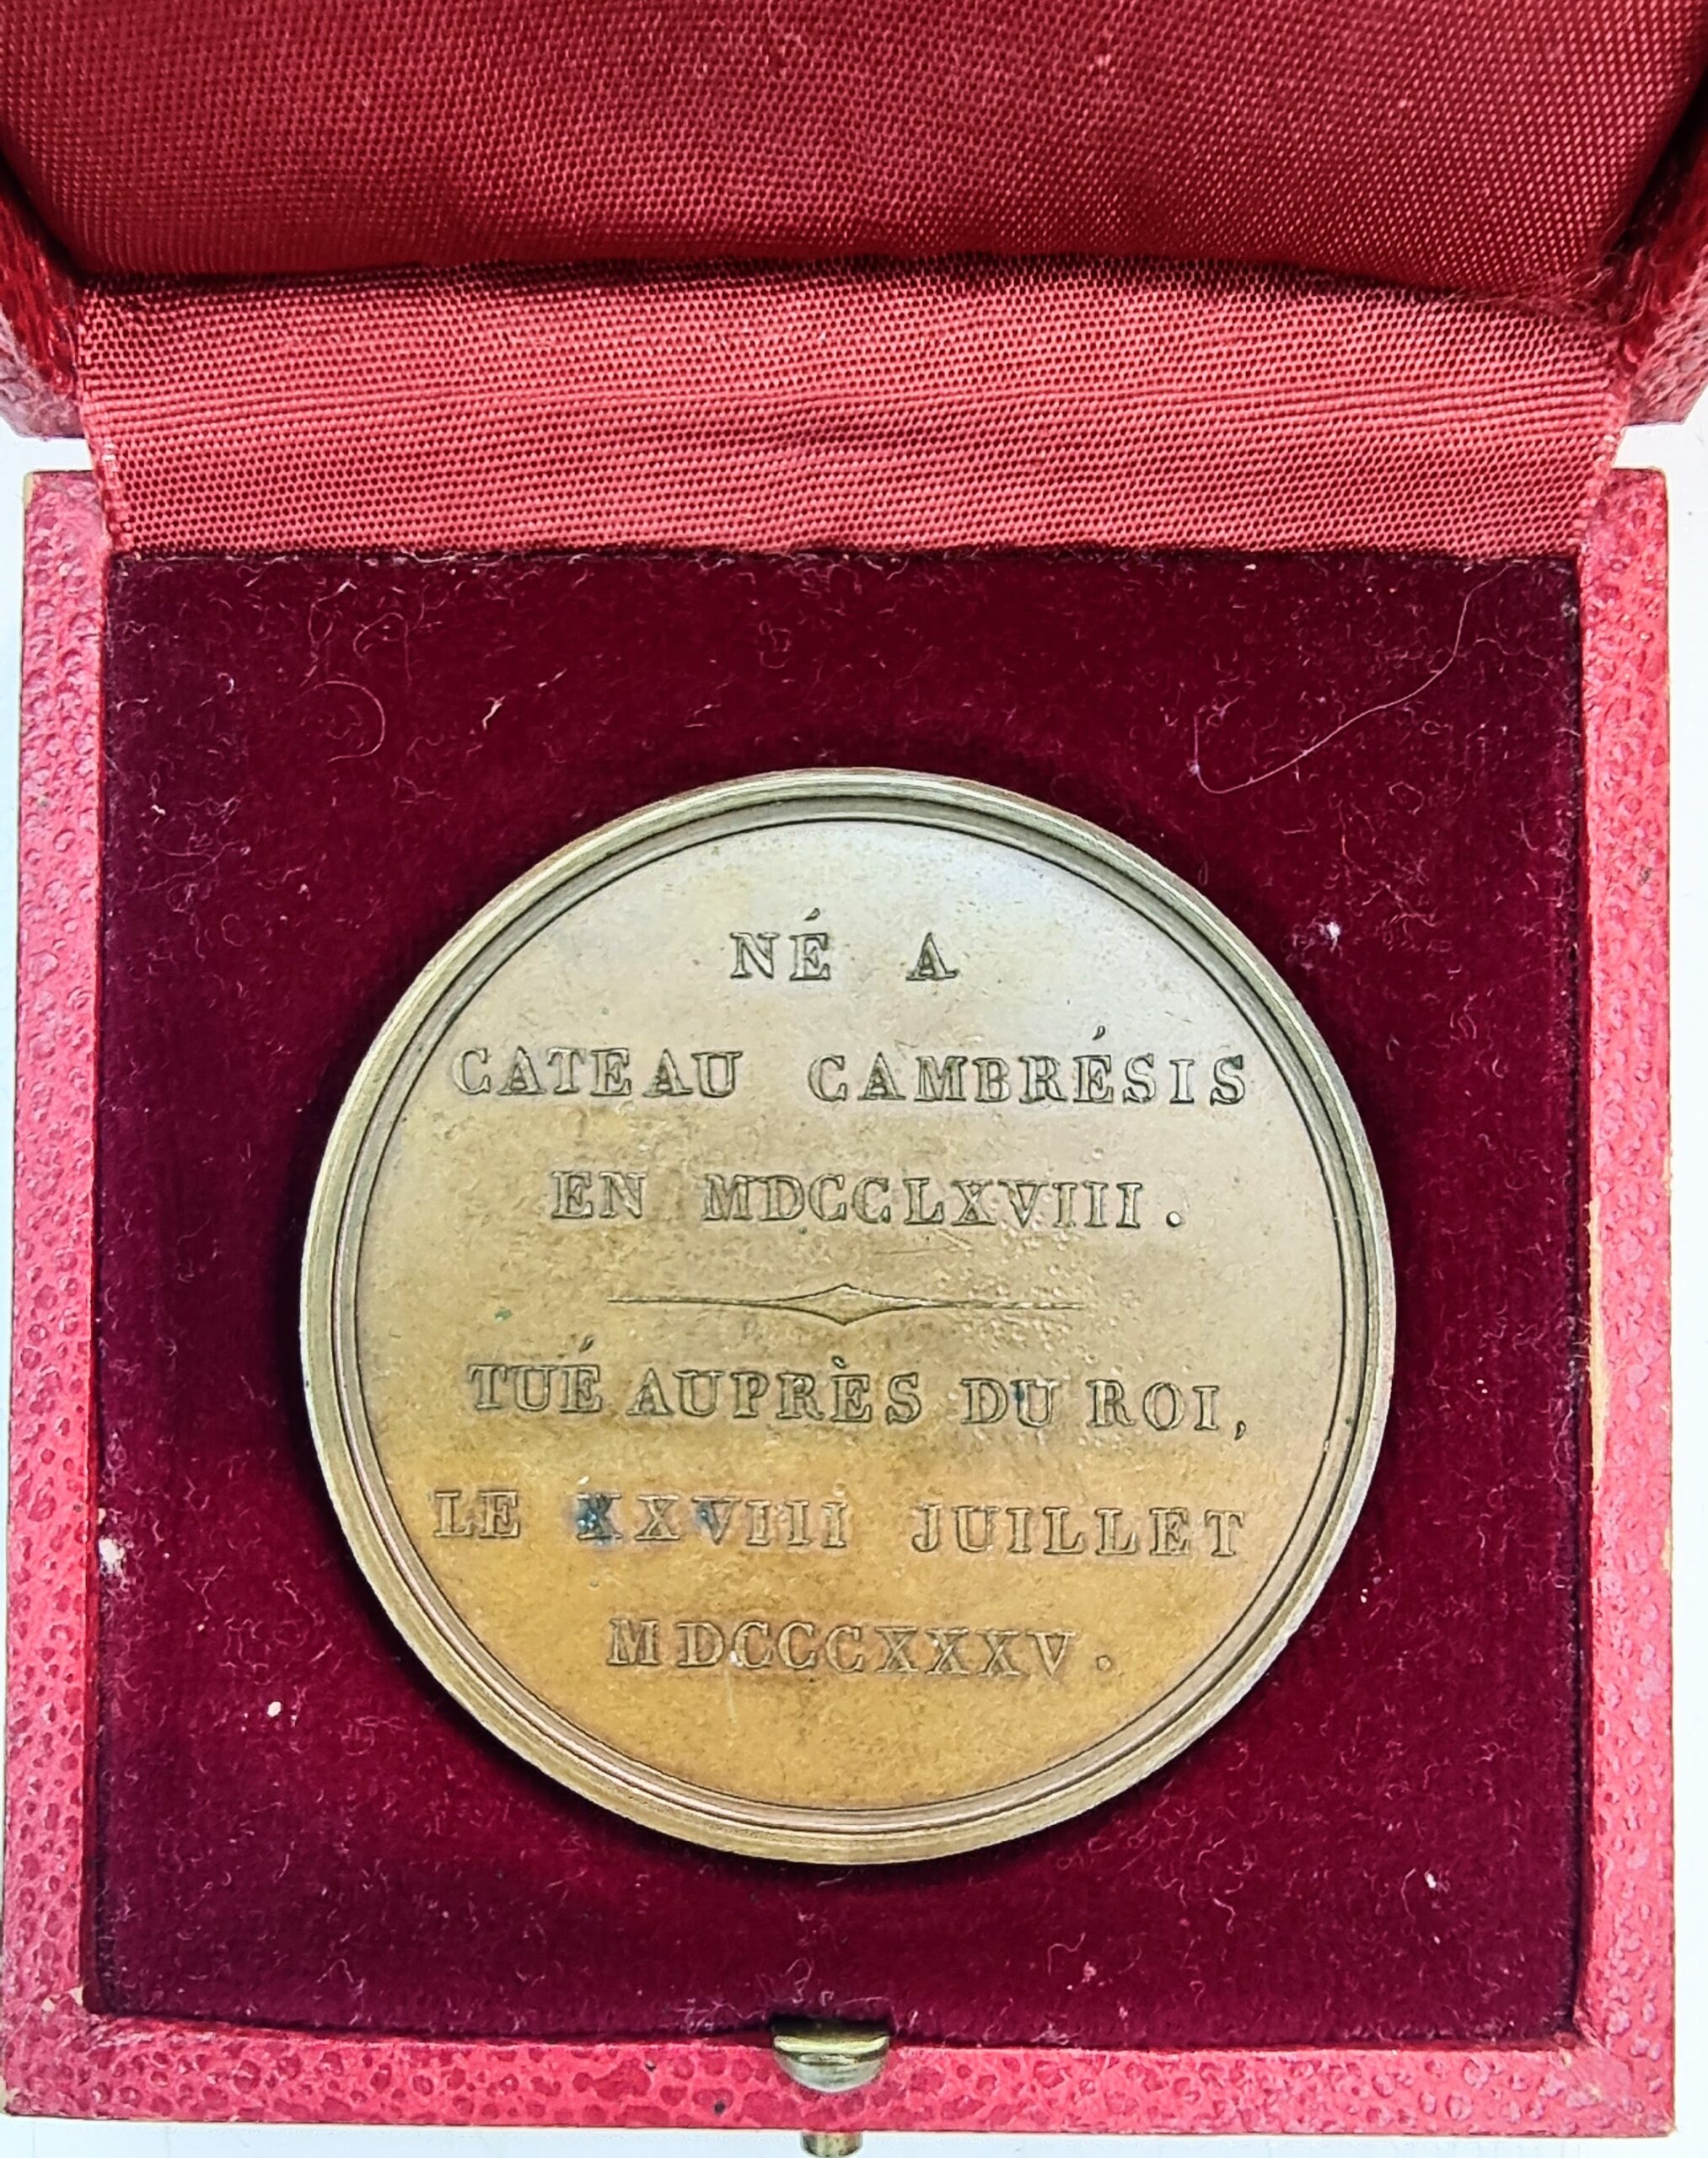 NÉ A
CATEAU CAMBRÉSIS
EN MDCCLXVIII.
TUÉ AUPRÈS DU ROI,
LE XXVIII JUILLET
MDCCCXXXV.